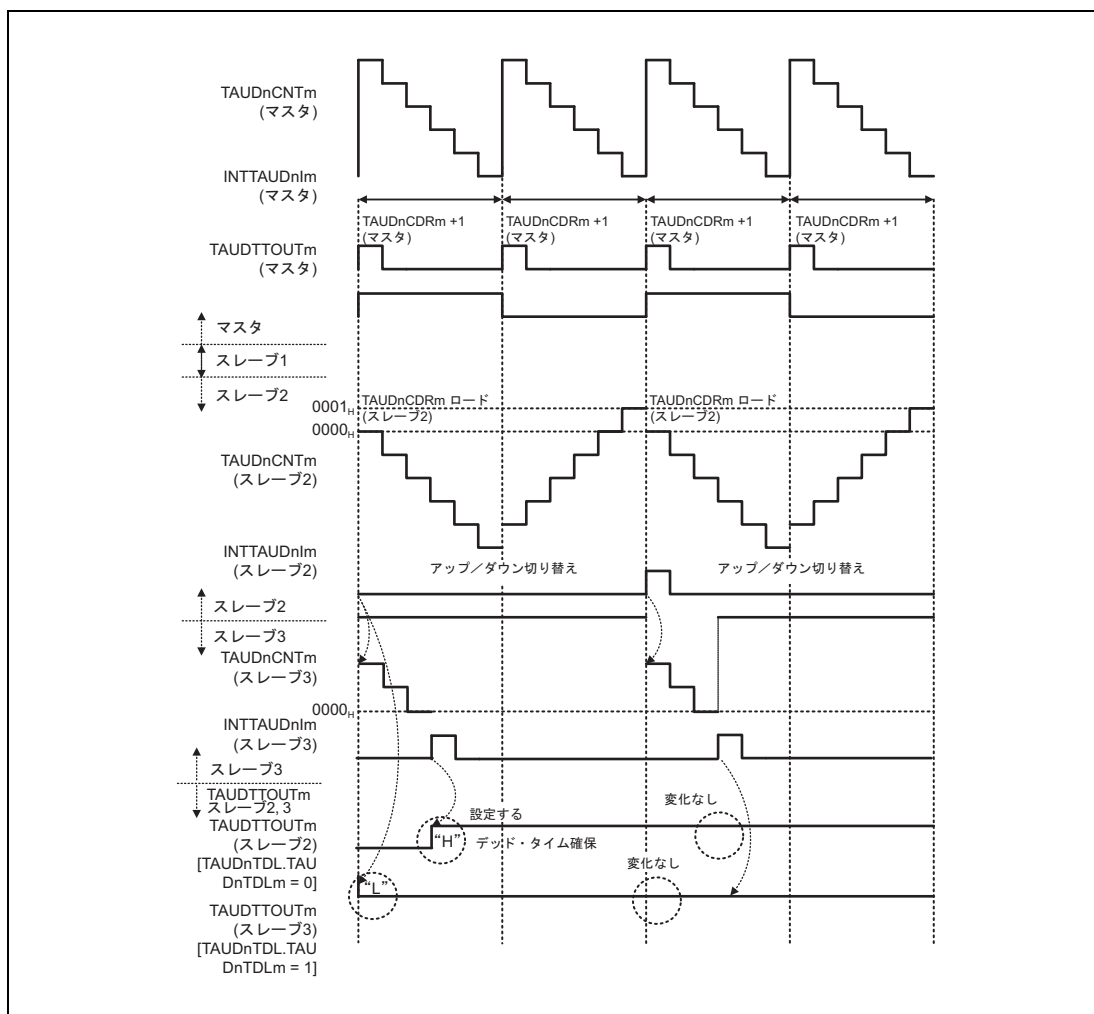 TAUDnCNTm
(マスタ)
INTTAUDnIm
(マスタ)
TAUDnCDRm +1
(マスタ)
TAUDnCDRm +1
(マスタ)
TAUDnCDRm +1
(マスタ)
TAUDnCDRm +1
(マスタ)
TAUDTTOUTm
(マスタ)
マスタ
スレーブ1
スレーブ2
TAUDnCDRm ロード
(スレーブ2)
TAUDnCDRm ロード
(スレーブ2)
0001H
0000H
TAUDnCNTm
(スレーブ2)
INTTAUDnIm
(スレーブ2)
アップ／ダウン切り替え
アップ／ダウン切り替え
スレーブ2
スレーブ3
TAUDnCNTm
(スレーブ3)
0000H
INTTAUDnIm
(スレーブ3)
スレーブ3
TAUDTTOUTm
スレーブ2, 3
TAUDTTOUTm
(スレーブ2)
[TAUDnTDL.TAU
DnTDLm = 0]
設定する
変化なし
“H”
デッド・タイム確保
変化なし
“L”
TAUDTTOUTm
(スレーブ3)
[TAUDnTDL.TAU
DnTDLm = 1]